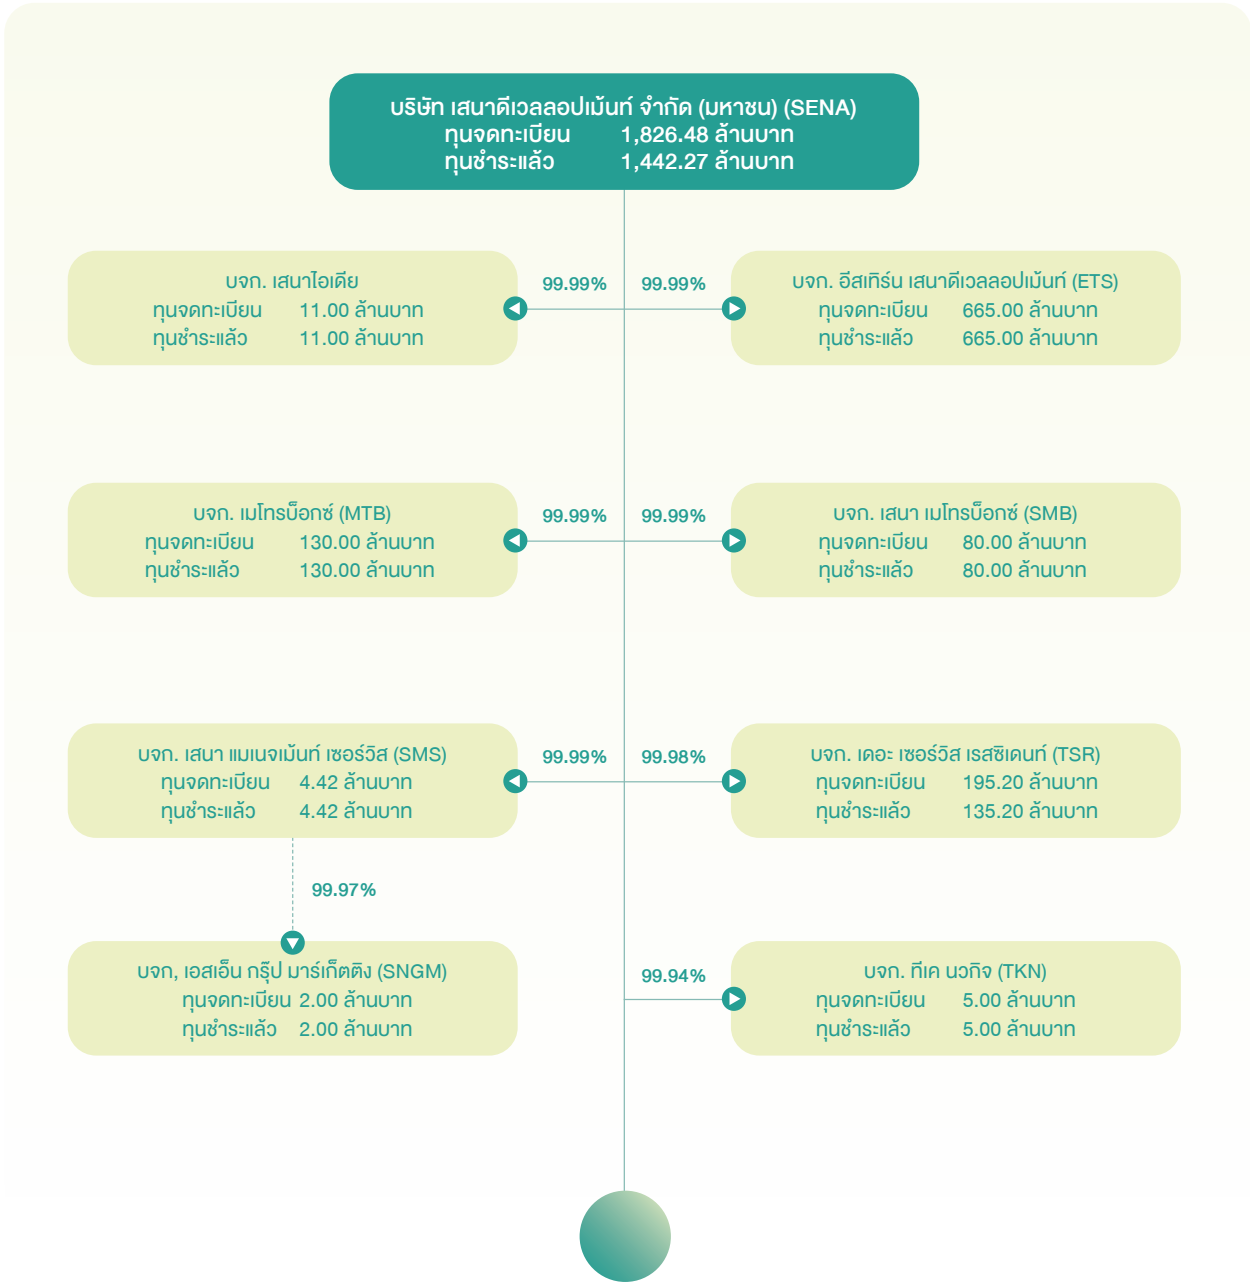 บริษัท เสนาดีเวลลอปเม้นท์ จำกัด (มหาชน) (SENA)
ทุนจดทะเบียน 1,826.48 ล้านบาท
ทุนชำระแล้ว 1,442.27 ล้านบาท
บจก. เสนาไอเดีย
ทุนจดทะเบียน 11.00 ล้านบาท
ทุนชำระแล้ว 11.00 ล้านบาท
99.99%
99.99%
บจก. อีสเทิร์น เสนาดีเวลลอปเม้นท์ (ETS)
ทุนจดทะเบียน 665.00 ล้านบาท
ทุนชำระแล้ว 665.00 ล้านบาท
บจก. เมโทรบ็อกซ์ (MTB)
ทุนจดทะเบียน 130.00 ล้านบาท
ทุนชำระแล้ว 130.00 ล้านบาท
99.99%
99.99%
บจก. เสนา เมโทรบ็อกซ์ (SMB)
ทุนจดทะเบียน 80.00 ล้านบาท
ทุนชำระแล้ว 80.00 ล้านบาท
บจก. เสนา แมเนจเม้นท์ เซอร์วิส (SMS)
ทุนจดทะเบียน 4.42 ล้านบาท
ทุนชำระแล้ว 4.42 ล้านบาท
99.99%
99.98%
บจก. เดอะ เซอร์วิส เรสซิเดนท์ (TSR)
ทุนจดทะเบียน 195.20 ล้านบาท
ทุนชำระแล้ว 135.20 ล้านบาท
99.97%
บจก, เอสเอ็น กรุ๊ป มาร์เก็ตติง (SNGM)
ทุนจดทะเบียน 2.00 ล้านบาท
ทุนชำระแล้ว 2.00 ล้านบาท
99.94%
บจก. ทีเค นวกิจ (TKN)
ทุนจดทะเบียน 5.00 ล้านบาท
ทุนชำระแล้ว 5.00 ล้านบาท